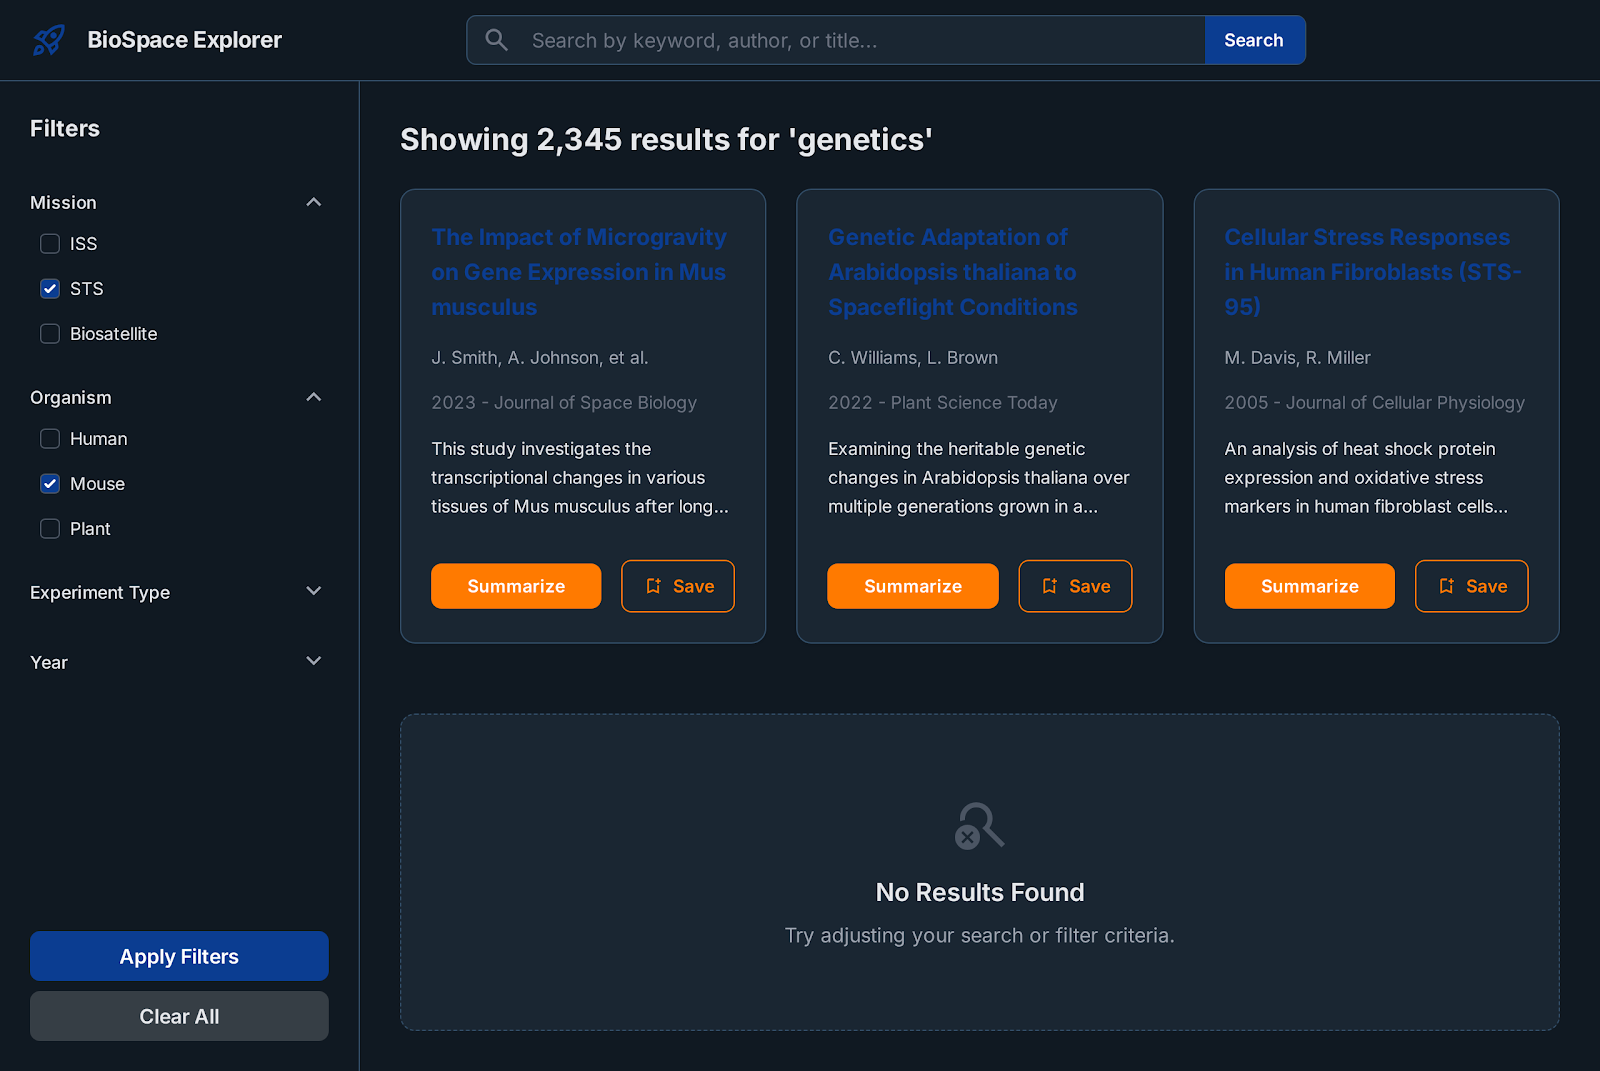 BioSpace Explorer
Search by keyword, author, or title...
Search
Filters
Mission
ISS
STS
Biosatellite
Organism
Human
Mouse
Plant
Experiment Type
Year
Apply Filters
Clear All
Showing 2,345 results for 'genetics'
The Impact of Microgravity
on Gene Expression in Mus
musculus
J. Smith, A. Johnson, et al.
2023 - Journal of Space Biology
This study investigates the
transcriptional changes in various
tissues of Mus musculus after long...
Summarize
Save
Genetic Adaptation of
Arabidopsis thaliana to
Spaceflight Conditions
C. Williams, L. Brown
2022 - Plant Science Today
Examining the heritable genetic
changes in Arabidopsis thaliana over
multiple generations grown in a...
Summarize
Save
Cellular Stress Responses
in Human Fibroblasts (STS-
95)
M. Davis, R. Miller
2005 - Journal of Cellular Physiology
An analysis of heat shock protein
expression and oxidative stress
markers in human fibroblast cells...
Summarize
Save
No Results Found
Try adjusting your search or filter criteria.